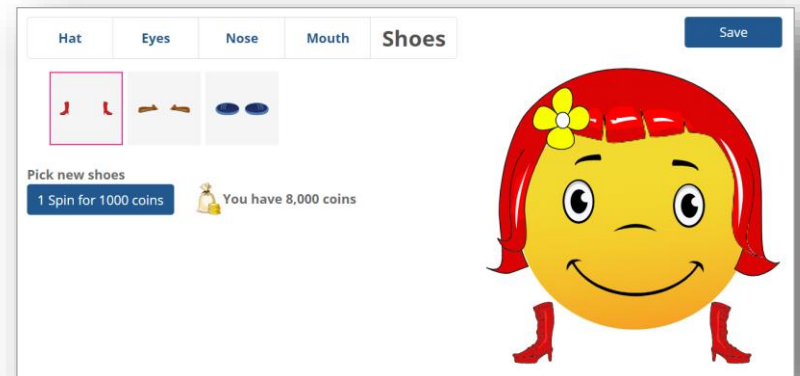 Hat Eyes Nose Mouth Shoes Save
Pick new shoes
1 Spin for 1000 coins You have 8,000 coins